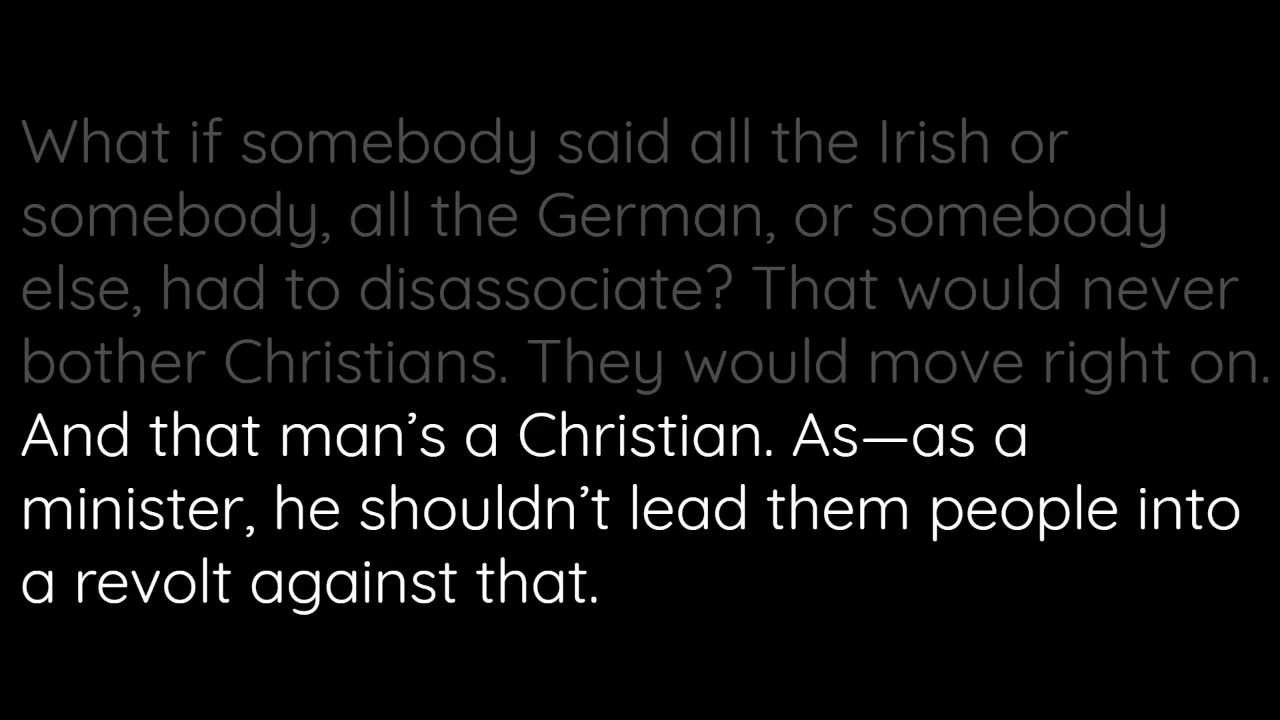 What if somebody said all the Irish or
somebody, all the German, or somebody
else, had to disassociate? That would never
bother Christians. They would move right on.
And that man’s a Christian. As—as a
minister, he shouldn’t lead them people into
a revolt against that.